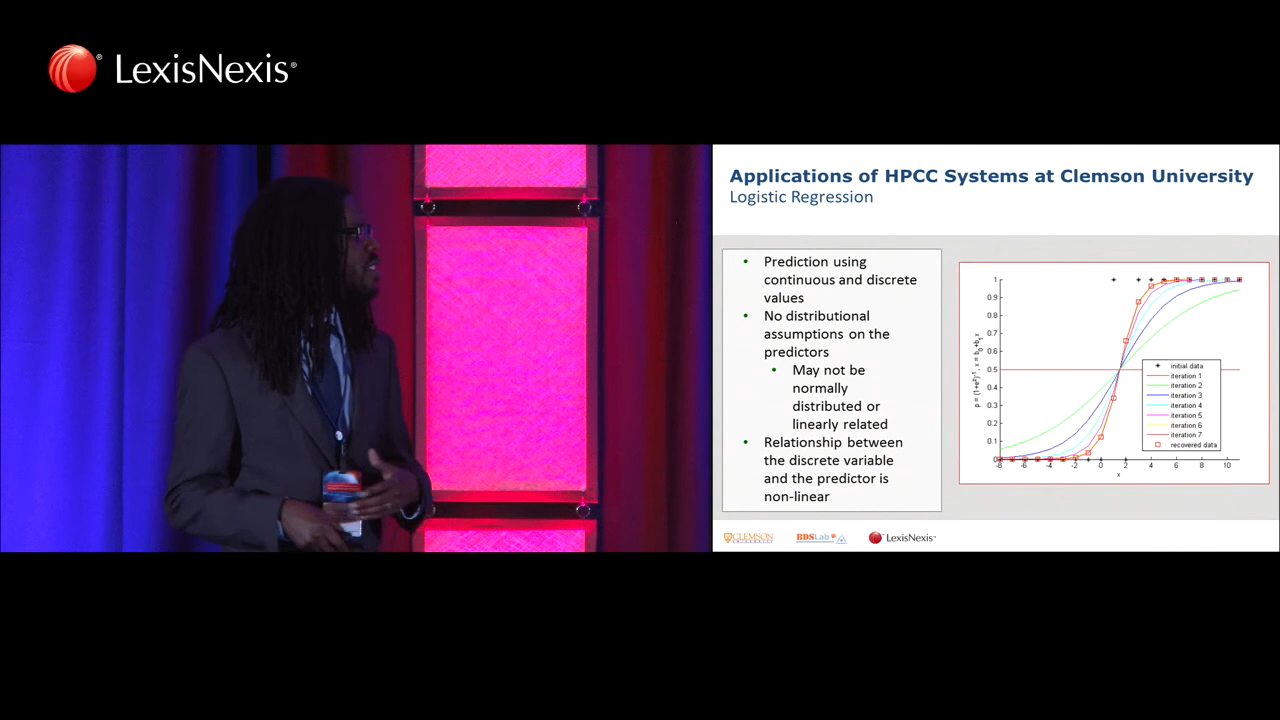 LexisNexis®
Applications of HPCC Systems at Clemson University
Logistic Regression
• Prediction using
continuous and discrete
values
• No distributional
assumptions on the
predictors
• May not be
normally
distributed or
linearly related
• Relationship between
the discrete variable
and the predictor is
non-linear
1
0.9
0.8
0.7
0.6
0.5
0.4
0.3
0.2
0.1
0
-8 -6 -4 -2 0 2 4 6 8 10
x
initial data
iteration 1
iteration 2
iteration 3
iteration 4
iteration 5
iteration 6
iteration 7
recovered data
CLEMSON
BDSLab
LexisNexis®